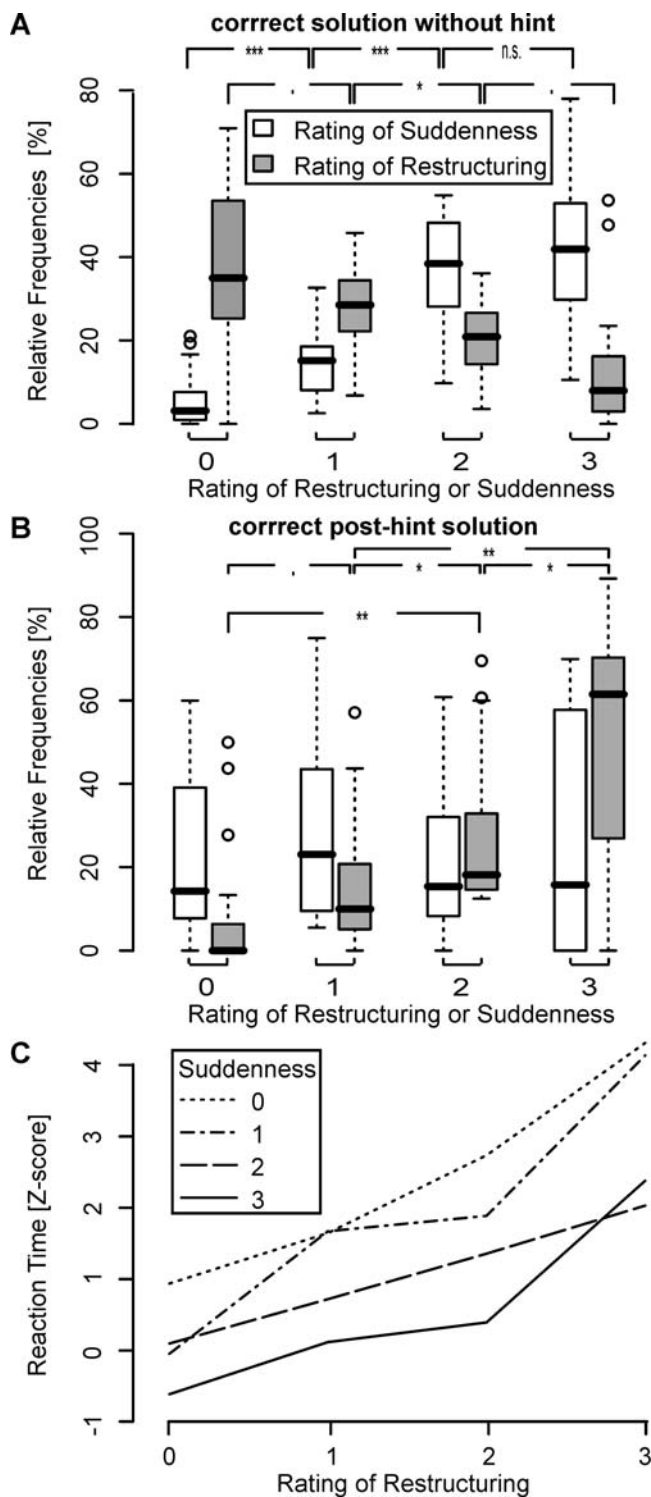 A
corrrect solution without hint
*** *** n.s.
. * .
Rating of Suddenness
Rating of Restructuring
80
60
40
20
0
Relative Frequencies [%]
0 1 2 3
Rating of Restructuring or Suddenness
B
corrrect post-hint solution
**
. * *
**
100
80
60
40
20
0
Relative Frequencies [%]
0 1 2 3
Rating of Restructuring or Suddenness
C
Suddenness
0
1
2
3
4
3
2
1
0
-1
Reaction Time [Z-score]
0 1 2 3
Rating of Restructuring